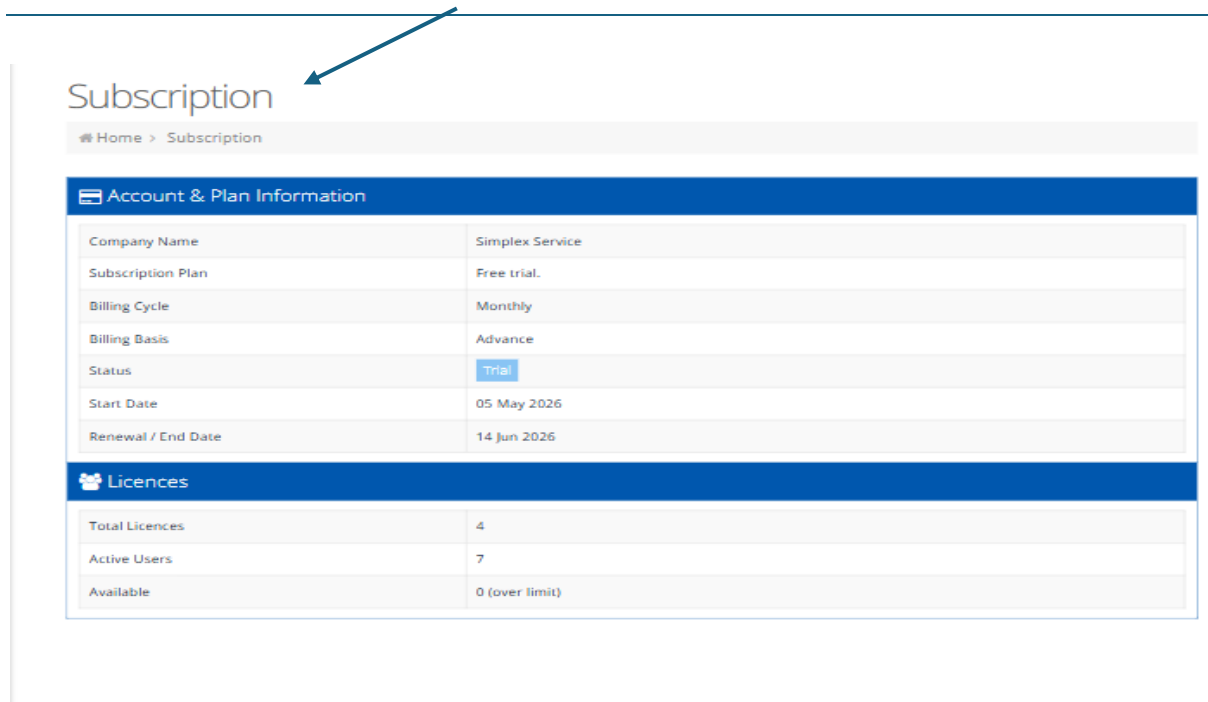 Subscription
Home > Subscription
Account & Plan Information
Company Name Simplex Service
Subscription Plan Free trial.
Billing Cycle Monthly
Billing Basis Advance
Status Trial
Start Date 05 May 2026
Renewal / End Date 14 Jun 2026
Licences
Total Licences 4
Active Users 7
Available 0 (over limit)